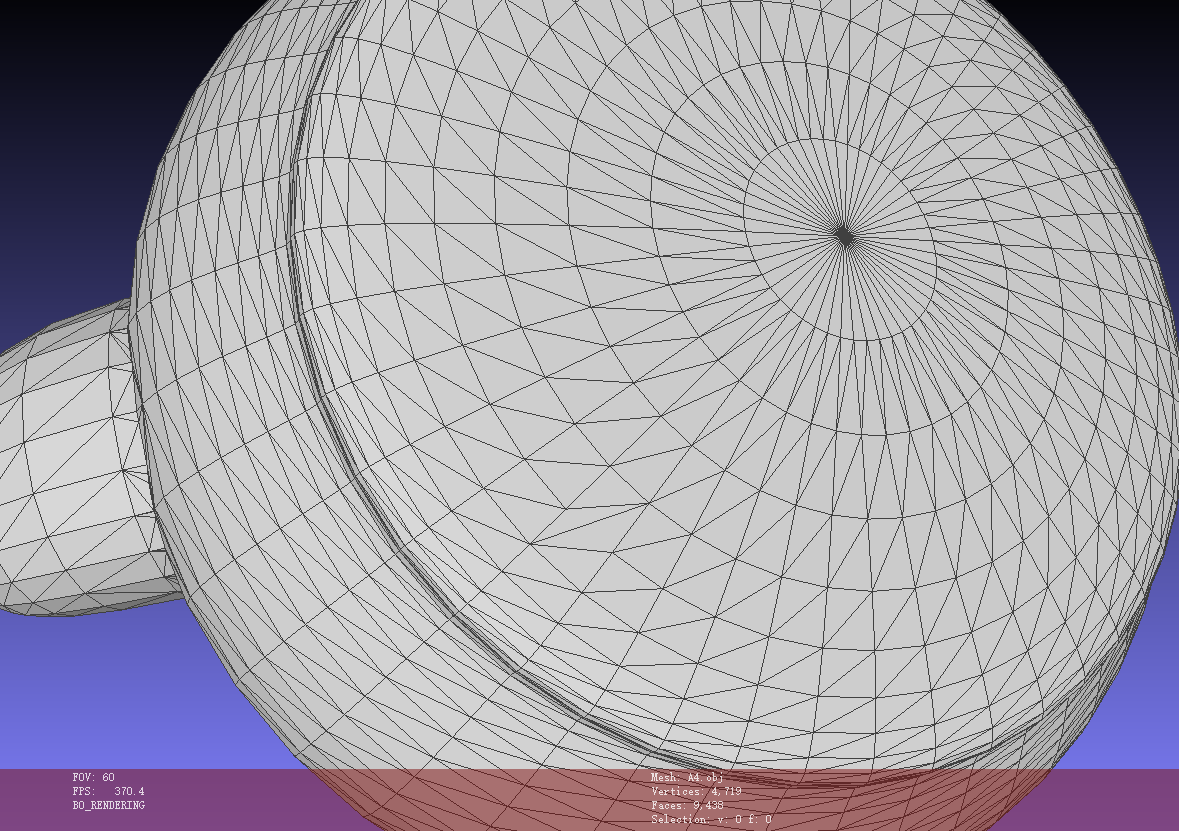 FOV: 60
FPS: 370.4
BO_RENDERING
Mesh: A4.obj
Vertices: 4,719
Faces: 9,438
Selection: v: 0 f: 0